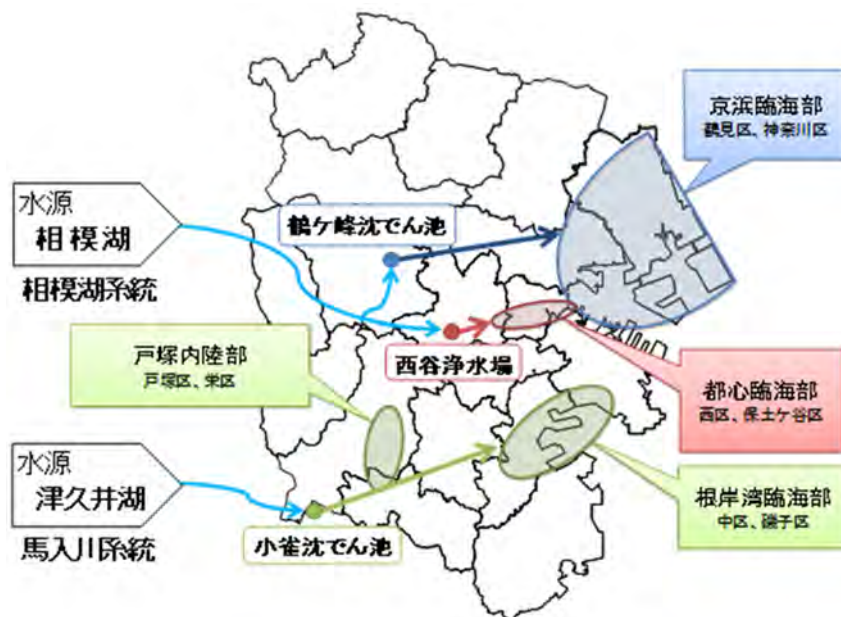 京浜臨海部
鶴見区、神奈川区
水源
相模湖
相模湖系統
鶴ケ峰沈でん池
西谷浄水場
戸塚内陸部
戸塚区、栄区
都心臨海部
西区、保土ケ谷区
水源
津久井湖
馬入川系統
小雀沈でん池
根岸湾臨海部
中区、磯子区